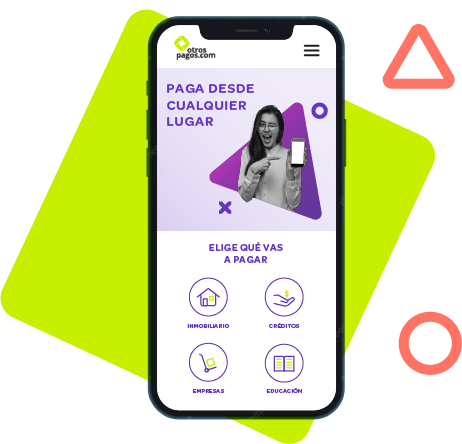 otros
pagos.com
PAGA DESDE
CUALQUIER
LUGAR
ELIGE QUÉ VAS
A PAGAR
INMOBILIARIO
CRÉDITOS
EMPRESAS
EDUCACIÓN